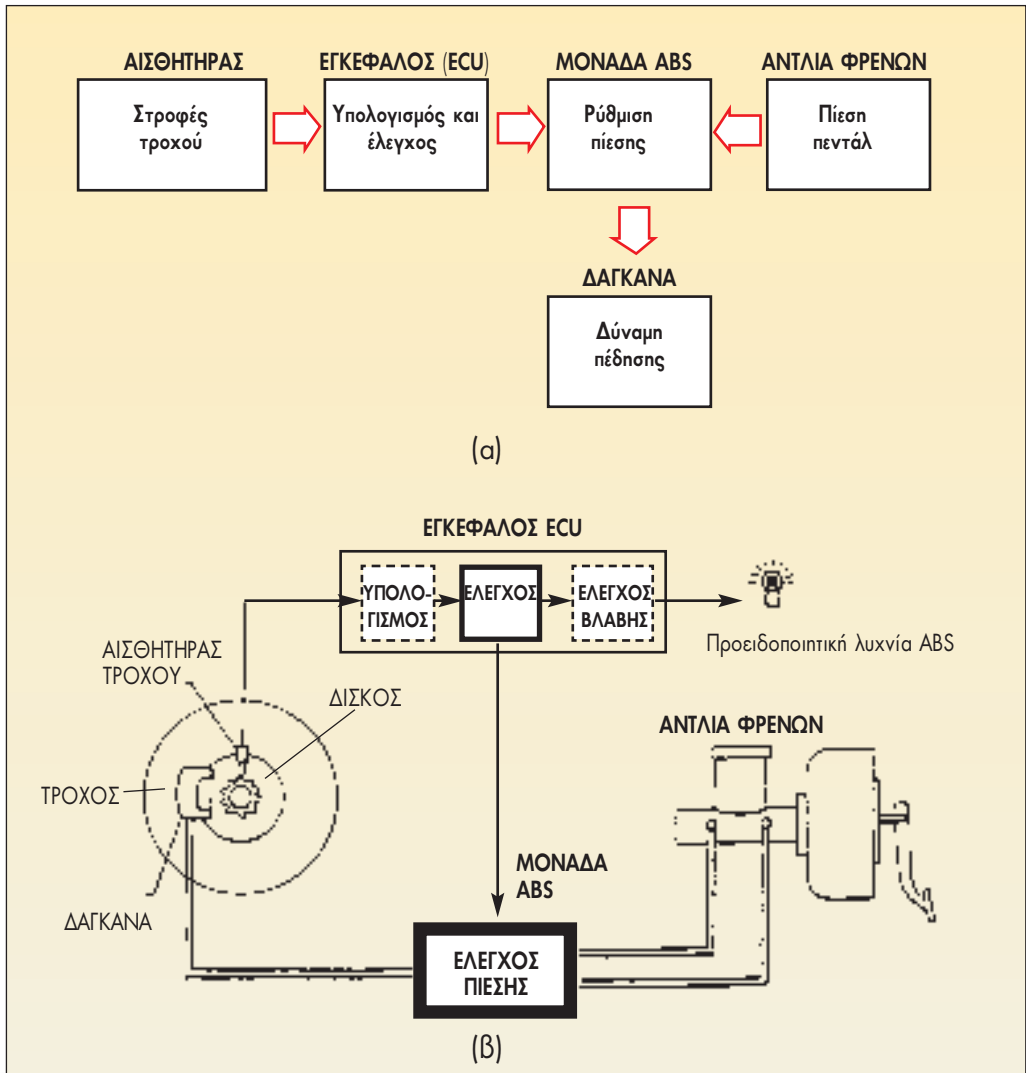 ΑΙΣΘΗΤΗΡΑΣ
ΕΓΚΕΦΑΛΟΣ (ECU)
ΜΟΝΑΔΑ ABS
ΑΝΤΛΙΑ ΦΡΕΝΩΝ
Στροφές
τροχού
Υπολογισμός και
έλεγχος
Ρύθμιση
πίεσης
Πίεση
πεντάλ
ΔΑΓΚΑΝΑ
Δύναμη
πέδησης
(α)
ΕΓΚΕΦΑΛΟΣ ECU
ΥΠΟΛΟ-
ΓΙΣΜΟΣ
ΕΛΕΓΧΟΣ
ΕΛΕΓΧΟΣ
ΒΛΑΒΗΣ
Προειδοποιητική λυχνία ABS
ΑΙΣΘΗΤΗΡΑΣ
ΤΡΟΧΟΥ
ΔΙΣΚΟΣ
ΑΝΤΛΙΑ ΦΡΕΝΩΝ
ΤΡΟΧΟΣ
ΜΟΝΑΔΑ
ABS
ΔΑΓΚΑΝΑ
ΕΛΕΓΧΟΣ
ΠΙΕΣΗΣ
(β)